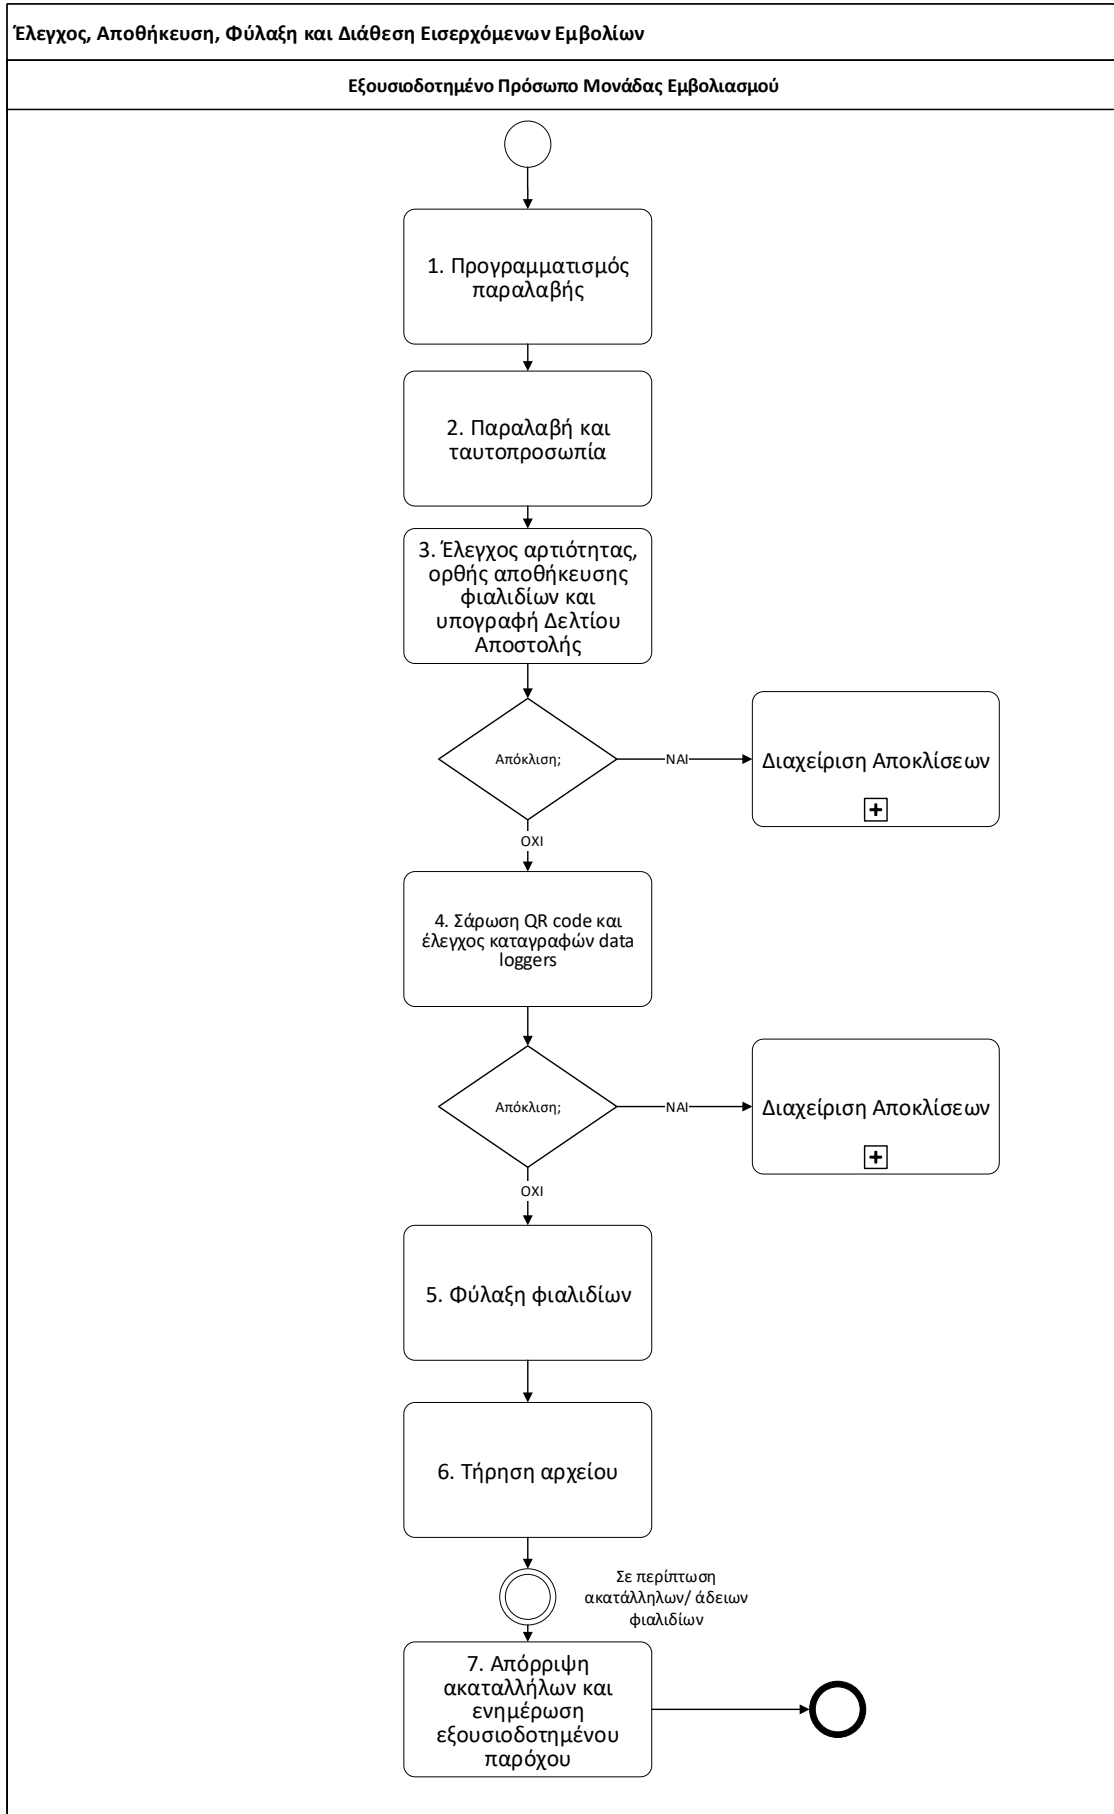 Έλεγχος, Αποθήκευση, Φύλαξη και Διάθεση Εισερχόμενων Εμβολίων
Εξουσιοδοτημένο Πρόσωπο Μονάδας Εμβολιασμού
1. Προγραμματισμός
παραλαβής
2. Παραλαβή και
ταυτοπροσωπία
3. Έλεγχος αρτιότητας,
ορθής αποθήκευσης
φιαλιδίων και
υπογραφή Δελτίου
Αποστολής
Απόκλιση;
ΝΑΙ
Διαχείριση Αποκλίσεων
ΟΧΙ
4. Σάρωση QR code και
έλεγχος καταγραφών data
loggers
Απόκλιση;
ΝΑΙ
Διαχείριση Αποκλίσεων
ΟΧΙ
5. Φύλαξη φιαλιδίων
6. Τήρηση αρχείου
Σε περίπτωση
ακατάλληλων/ άδειων
φιαλιδίων
7. Απόρριψη
ακαταλλήλων και
ενημέρωση
εξουσιοδοτημένου
παρόχου